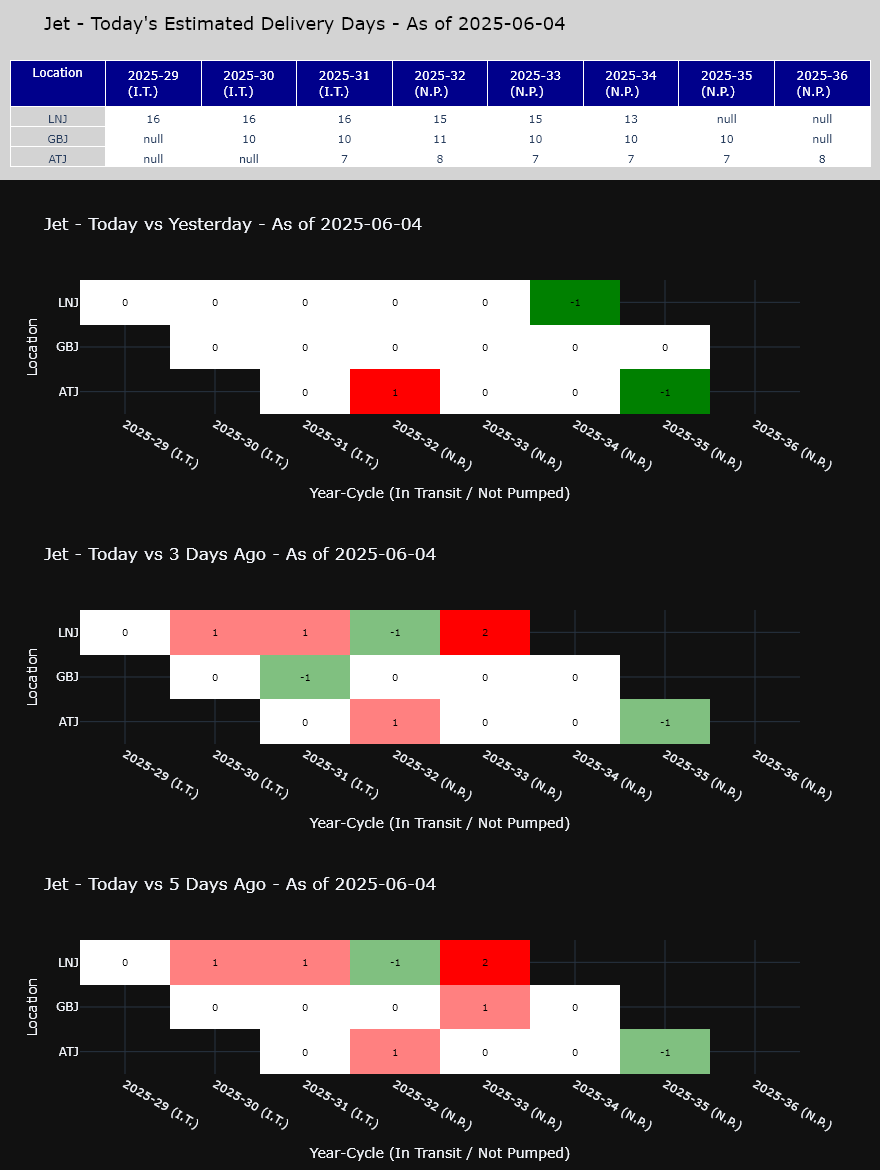 Jet - Today's Estimated Delivery Days - As of 2025-06-04
Location 2025-29 (I.T.) 2025-30 (I.T.) 2025-31 (I.T.) 2025-32 (N.P.) 2025-33 (N.P.) 2025-34 (N.P.) 2025-35 (N.P.) 2025-36 (N.P.)
LNJ 16 16 16 15 15 13 null null
GBJ null 10 10 11 10 10 10 null
ATJ null null 7 8 7 7 7 8
Jet - Today vs Yesterday - As of 2025-06-04
Location
LNJ 0 0 0 0 0 -1
GBJ 0 0 0 0 0 0
ATJ 0 1 0 0 -1
2025-29 (I.T.) 2025-30 (I.T.) 2025-31 (I.T.) 2025-32 (N.P.) 2025-33 (N.P.) 2025-34 (N.P.) 2025-35 (N.P.) 2025-36 (N.P.)
Year-Cycle (In Transit / Not Pumped)
Jet - Today vs 3 Days Ago - As of 2025-06-04
Location
LNJ 0 1 1 -1 2
GBJ 0 -1 0 0 0
ATJ 0 1 0 0 -1
2025-29 (I.T.) 2025-30 (I.T.) 2025-31 (I.T.) 2025-32 (N.P.) 2025-33 (N.P.) 2025-34 (N.P.) 2025-35 (N.P.) 2025-36 (N.P.)
Year-Cycle (In Transit / Not Pumped)
Jet - Today vs 5 Days Ago - As of 2025-06-04
Location
LNJ 0 1 1 -1 2
GBJ 0 0 0 1 0
ATJ 0 1 0 0 -1
2025-29 (I.T.) 2025-30 (I.T.) 2025-31 (I.T.) 2025-32 (N.P.) 2025-33 (N.P.) 2025-34 (N.P.) 2025-35 (N.P.) 2025-36 (N.P.)
Year-Cycle (In Transit / Not Pumped)